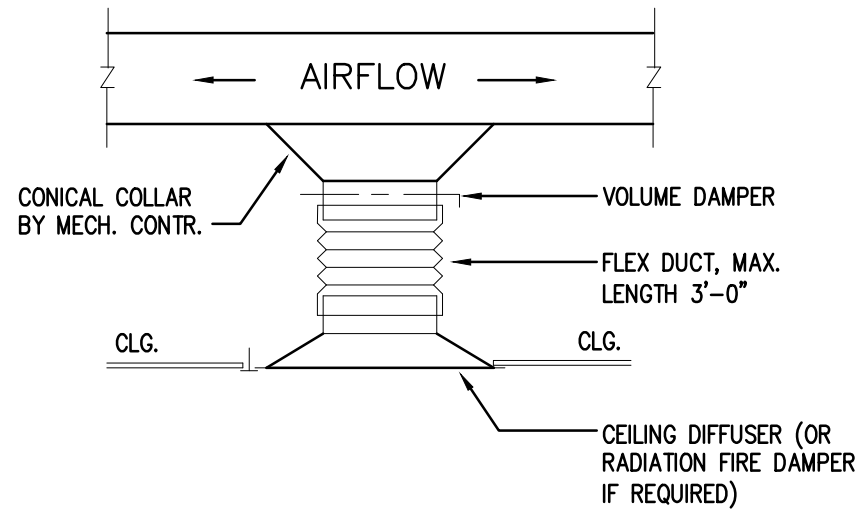 AIRFLOW
CONICAL COLLAR
BY MECH. CONTR.
VOLUME DAMPER
FLEX DUCT, MAX.
LENGTH 3'-0"
CLG.
CLG.
CEILING DIFFUSER (OR
RADIATION FIRE DAMPER
IF REQUIRED)